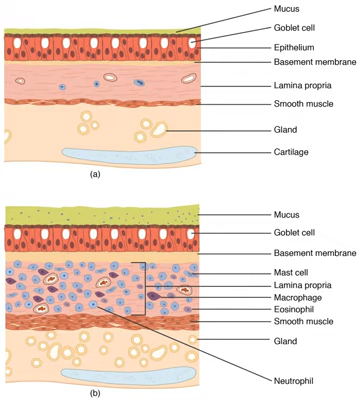 Mucus
Goblet cell
Epithelium
Basement membrane
Lamina propria
Smooth muscle
Gland
Cartilage
(a)
Mucus
Goblet cell
Basement membrane
Mast cell
Lamina propria
Macrophage
Eosinophil
Smooth muscle
Gland
Neutrophil
(b)